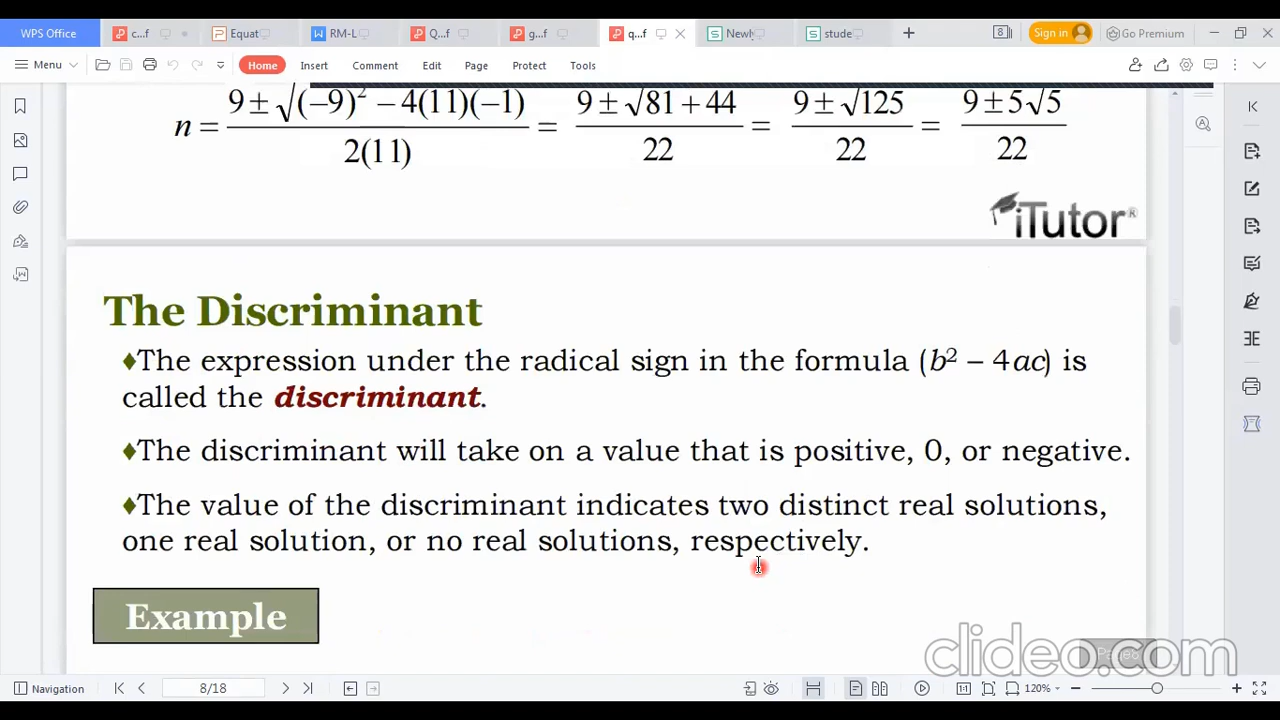 WPS Office c...f Equat RM-L Q...f g...f q...f Newly stude + 8 Sign in Go Premium
Menu Home Insert Comment Edit Page Protect Tools
n = 9 ± √(−9)² − 4(11)(−1) / 2(11) = 9 ± √81 + 44 / 22 = 9 ± √125 / 22 = 9 ± 5√5 / 22
iTutor®
The Discriminant
♦The expression under the radical sign in the formula (b² – 4ac) is
called the discriminant.
♦The discriminant will take on a value that is positive, 0, or negative.
♦The value of the discriminant indicates two distinct real solutions,
one real solution, or no real solutions, respectively.
Example
clideo.com
Navigation 8/18 120%